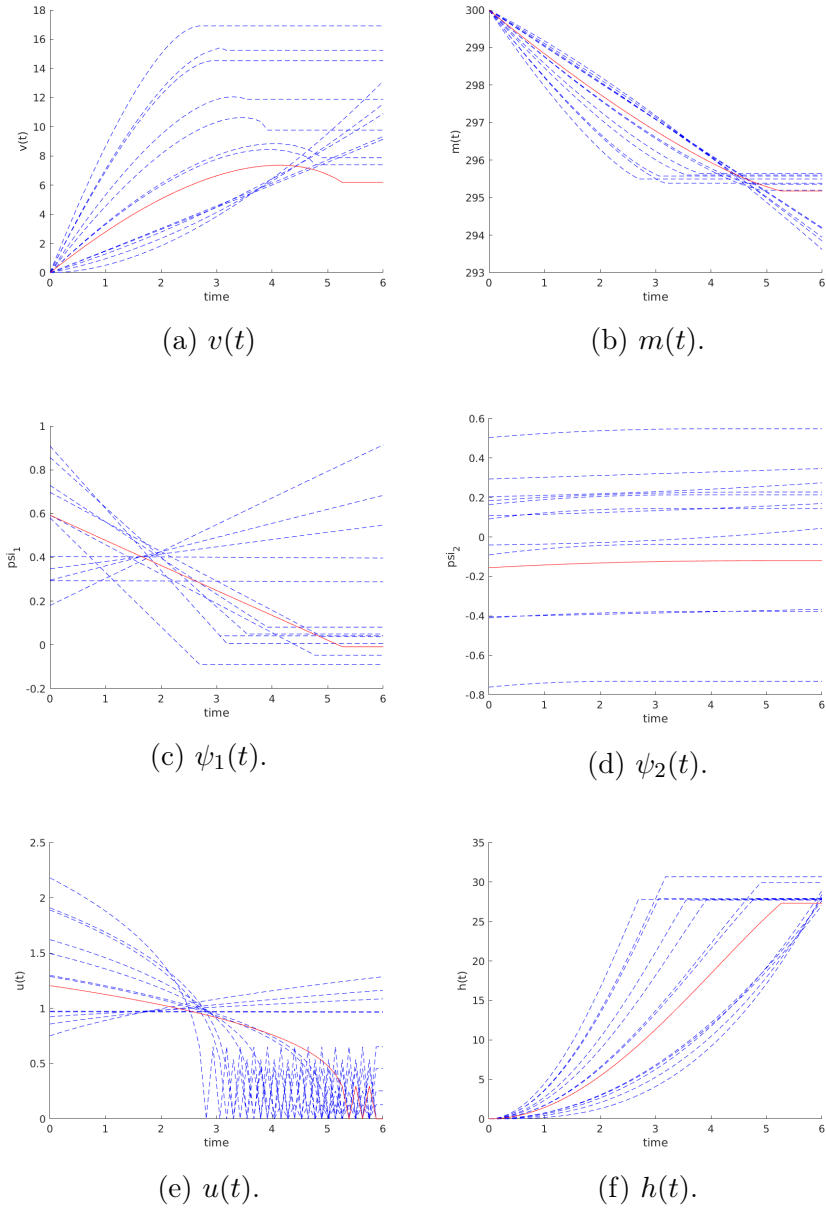 18
16
14
12
10
8
6
4
2
0
v(t)
0 1 2 3 4 5 6
time
(a) v(t)
300
299
298
297
296
295
294
293
m(t)
0 1 2 3 4 5 6
time
(b) m(t).
1
0.8
0.6
0.4
0.2
0
-0.2
psi₁
0 1 2 3 4 5 6
time
(c) ψ₁(t).
0.6
0.4
0.2
0
-0.2
-0.4
-0.6
-0.8
psi₂
0 1 2 3 4 5 6
time
(d) ψ₂(t).
2.5
2
1.5
1
0.5
0
u(t)
0 1 2 3 4 5 6
time
(e) u(t).
35
30
25
20
15
10
5
0
h(t)
0 1 2 3 4 5 6
time
(f) h(t).